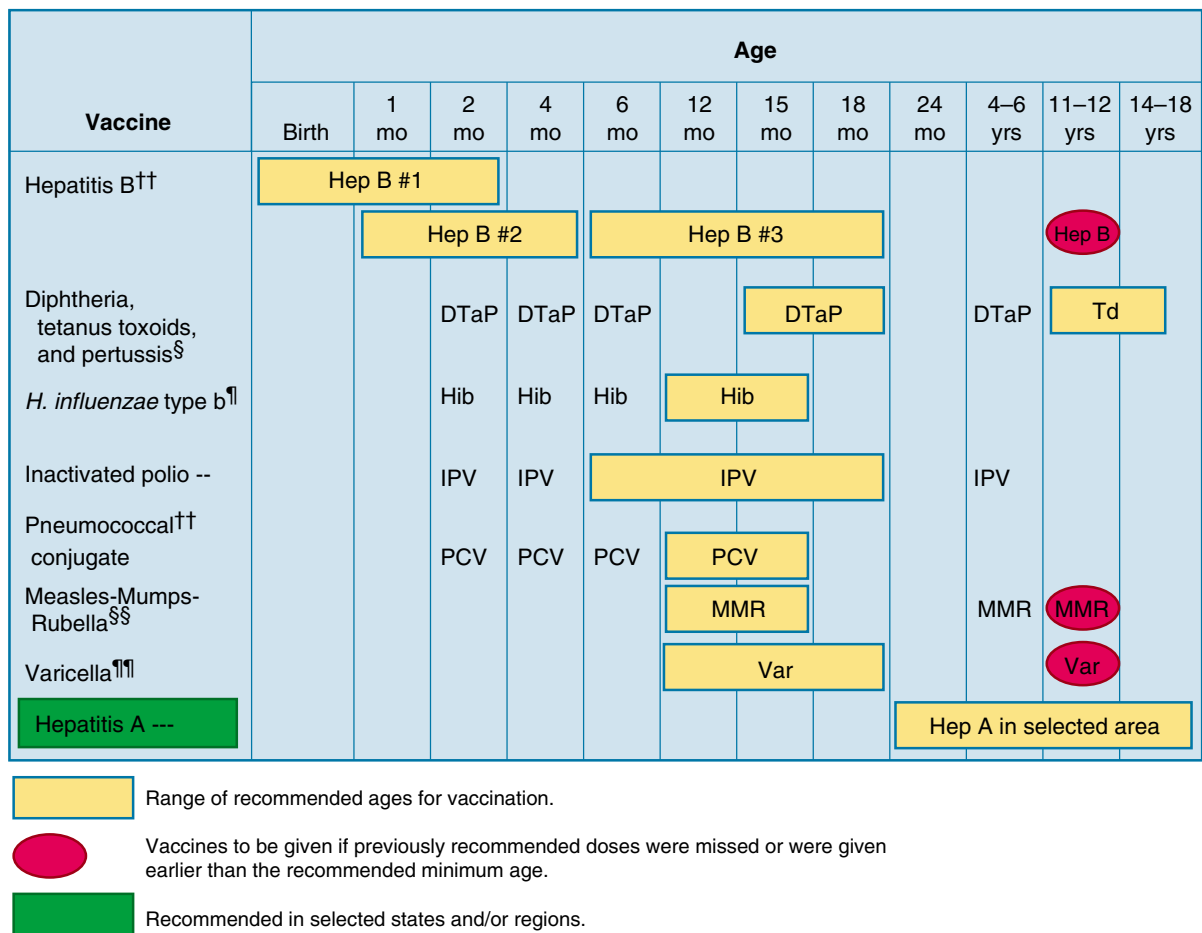 Vaccine
Age
Birth
1 mo
2 mo
4 mo
6 mo
12 mo
15 mo
18 mo
24 mo
4–6 yrs
11–12 yrs
14–18 yrs
Hepatitis B††
Hep B #1
Hep B #2
Hep B #3
Hep B
Diphtheria,
tetanus toxoids,
and pertussis§
DTaP
DTaP
DTaP
DTaP
DTaP
Td
H. influenzae type b¶
Hib
Hib
Hib
Hib
Inactivated polio --
IPV
IPV
IPV
IPV
Pneumococcal††
conjugate
PCV
PCV
PCV
PCV
Measles-Mumps-
Rubella§§
MMR
MMR
MMR
Varicella¶¶
Var
Var
Hepatitis A ---
Hep A in selected area
Range of recommended ages for vaccination.
Vaccines to be given if previously recommended doses were missed or were given
earlier than the recommended minimum age.
Recommended in selected states and/or regions.